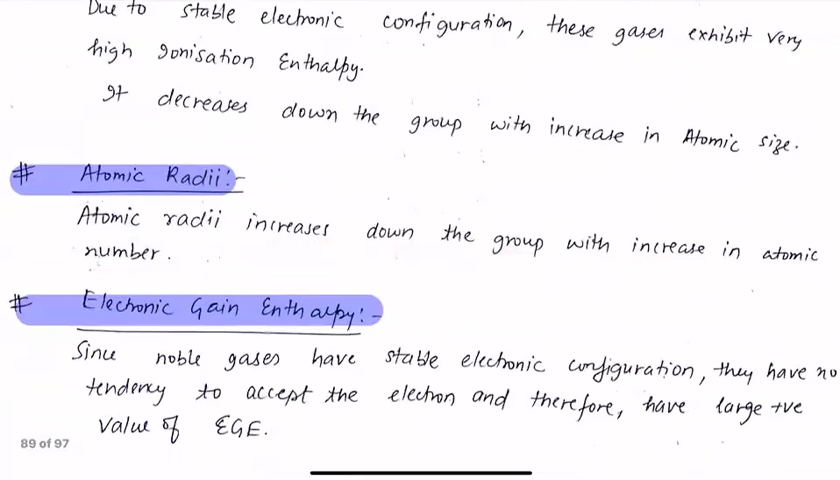 Due to stable electronic configuration, these gases exhibit very
high Ionisation Enthalpy.
It decreases down the group with increase in Atomic size.
# Atomic Radii:-
Atomic radii increases down the group with increase in atomic
number.
# Electronic Gain Enthalpy:-
Since noble gases have stable electronic configuration, they have no
tendency to accept the electron and therefore, have large +ve
value of EGE.
89 of 97